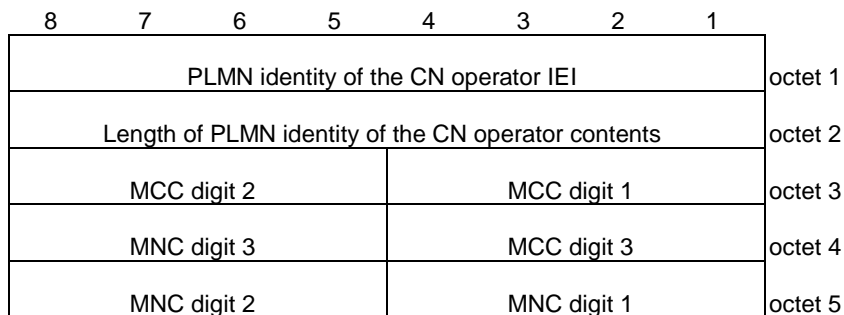 8 7 6 5 4 3 2 1
PLMN identity of the CN operator IEI octet 1
Length of PLMN identity of the CN operator contents octet 2
MCC digit 2 MCC digit 1 octet 3
MNC digit 3 MCC digit 3 octet 4
MNC digit 2 MNC digit 1 octet 5